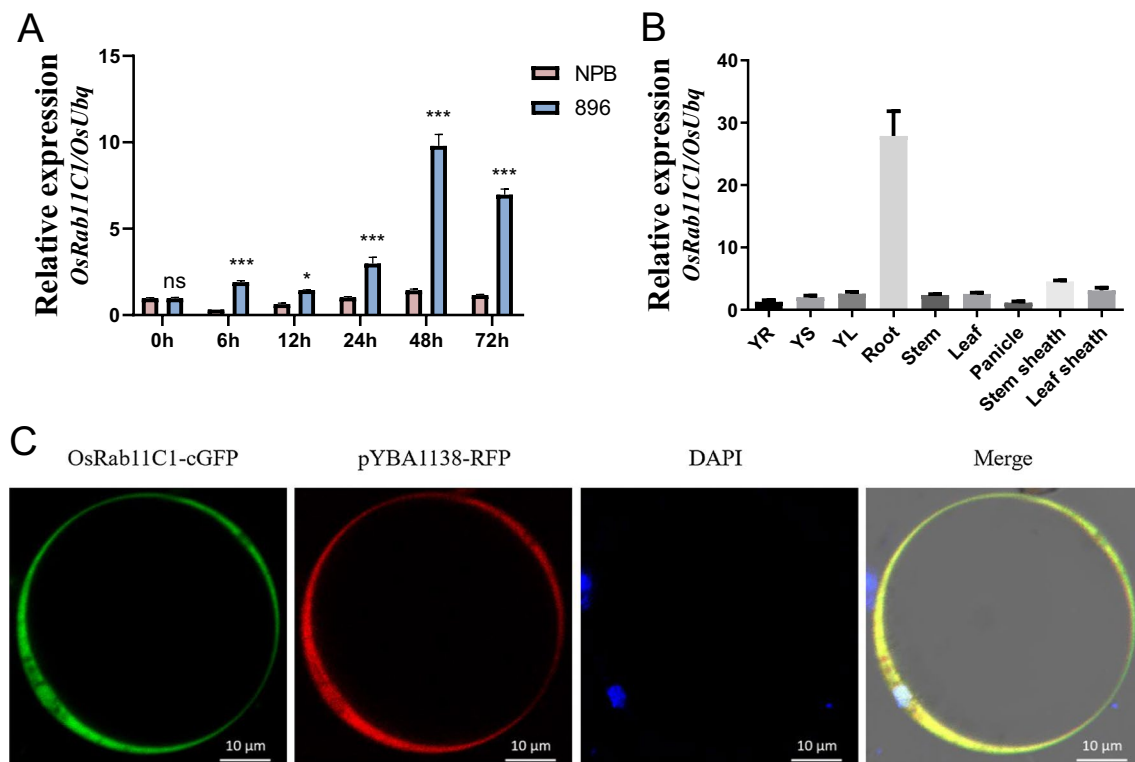 A
Relative expression
OsRab11C1/OsUbq
15
10
5
0
ns
***
*
***
***
***
0h
6h
12h
24h
48h
72h
NPB
896
B
Relative expression
OsRab11C1/OsUbq
40
30
20
10
0
YR
YS
YL
Root
Stem
Leaf
Panicle
Stem sheath
Leaf sheath
C
OsRab11C1-cGFP
pYBA1138-RFP
DAPI
Merge
10 μm
10 μm
10 μm
10 μm